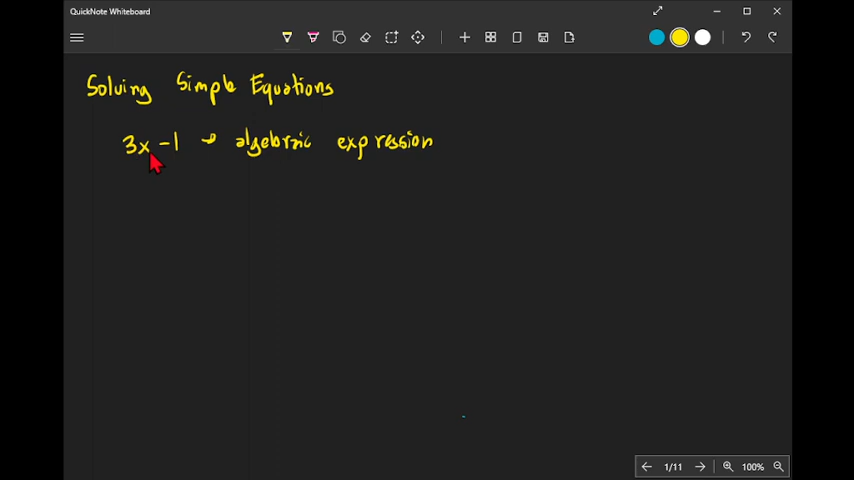 QuickNote Whiteboard
Solving Simple Equations
3x -1 → algebraic expression
1/11 100%